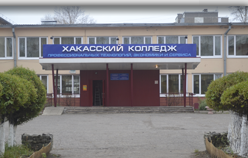 ХАКАССКИЙ КОЛЛЕДЖ
ПРОФЕССИОНАЛЬНЫХ ТЕХНОЛОГИЙ, ЭКОНОМИКИ И СЕРВИСА